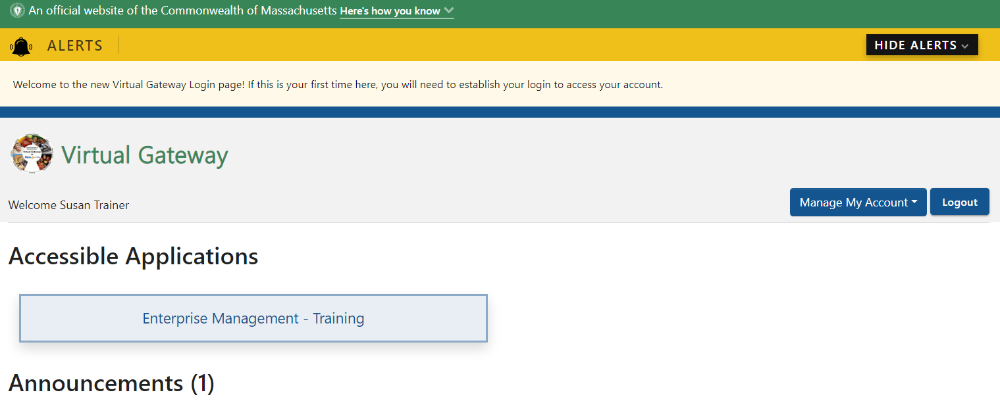 An official website of the Commonwealth of Massachusetts Here's how you know
ALERTS
HIDE ALERTS
Welcome to the new Virtual Gateway Login page! If this is your first time here, you will need to establish your login to access your account.
Virtual Gateway
Welcome Susan Trainer
Manage My Account
Logout
Accessible Applications
Enterprise Management - Training
Announcements (1)